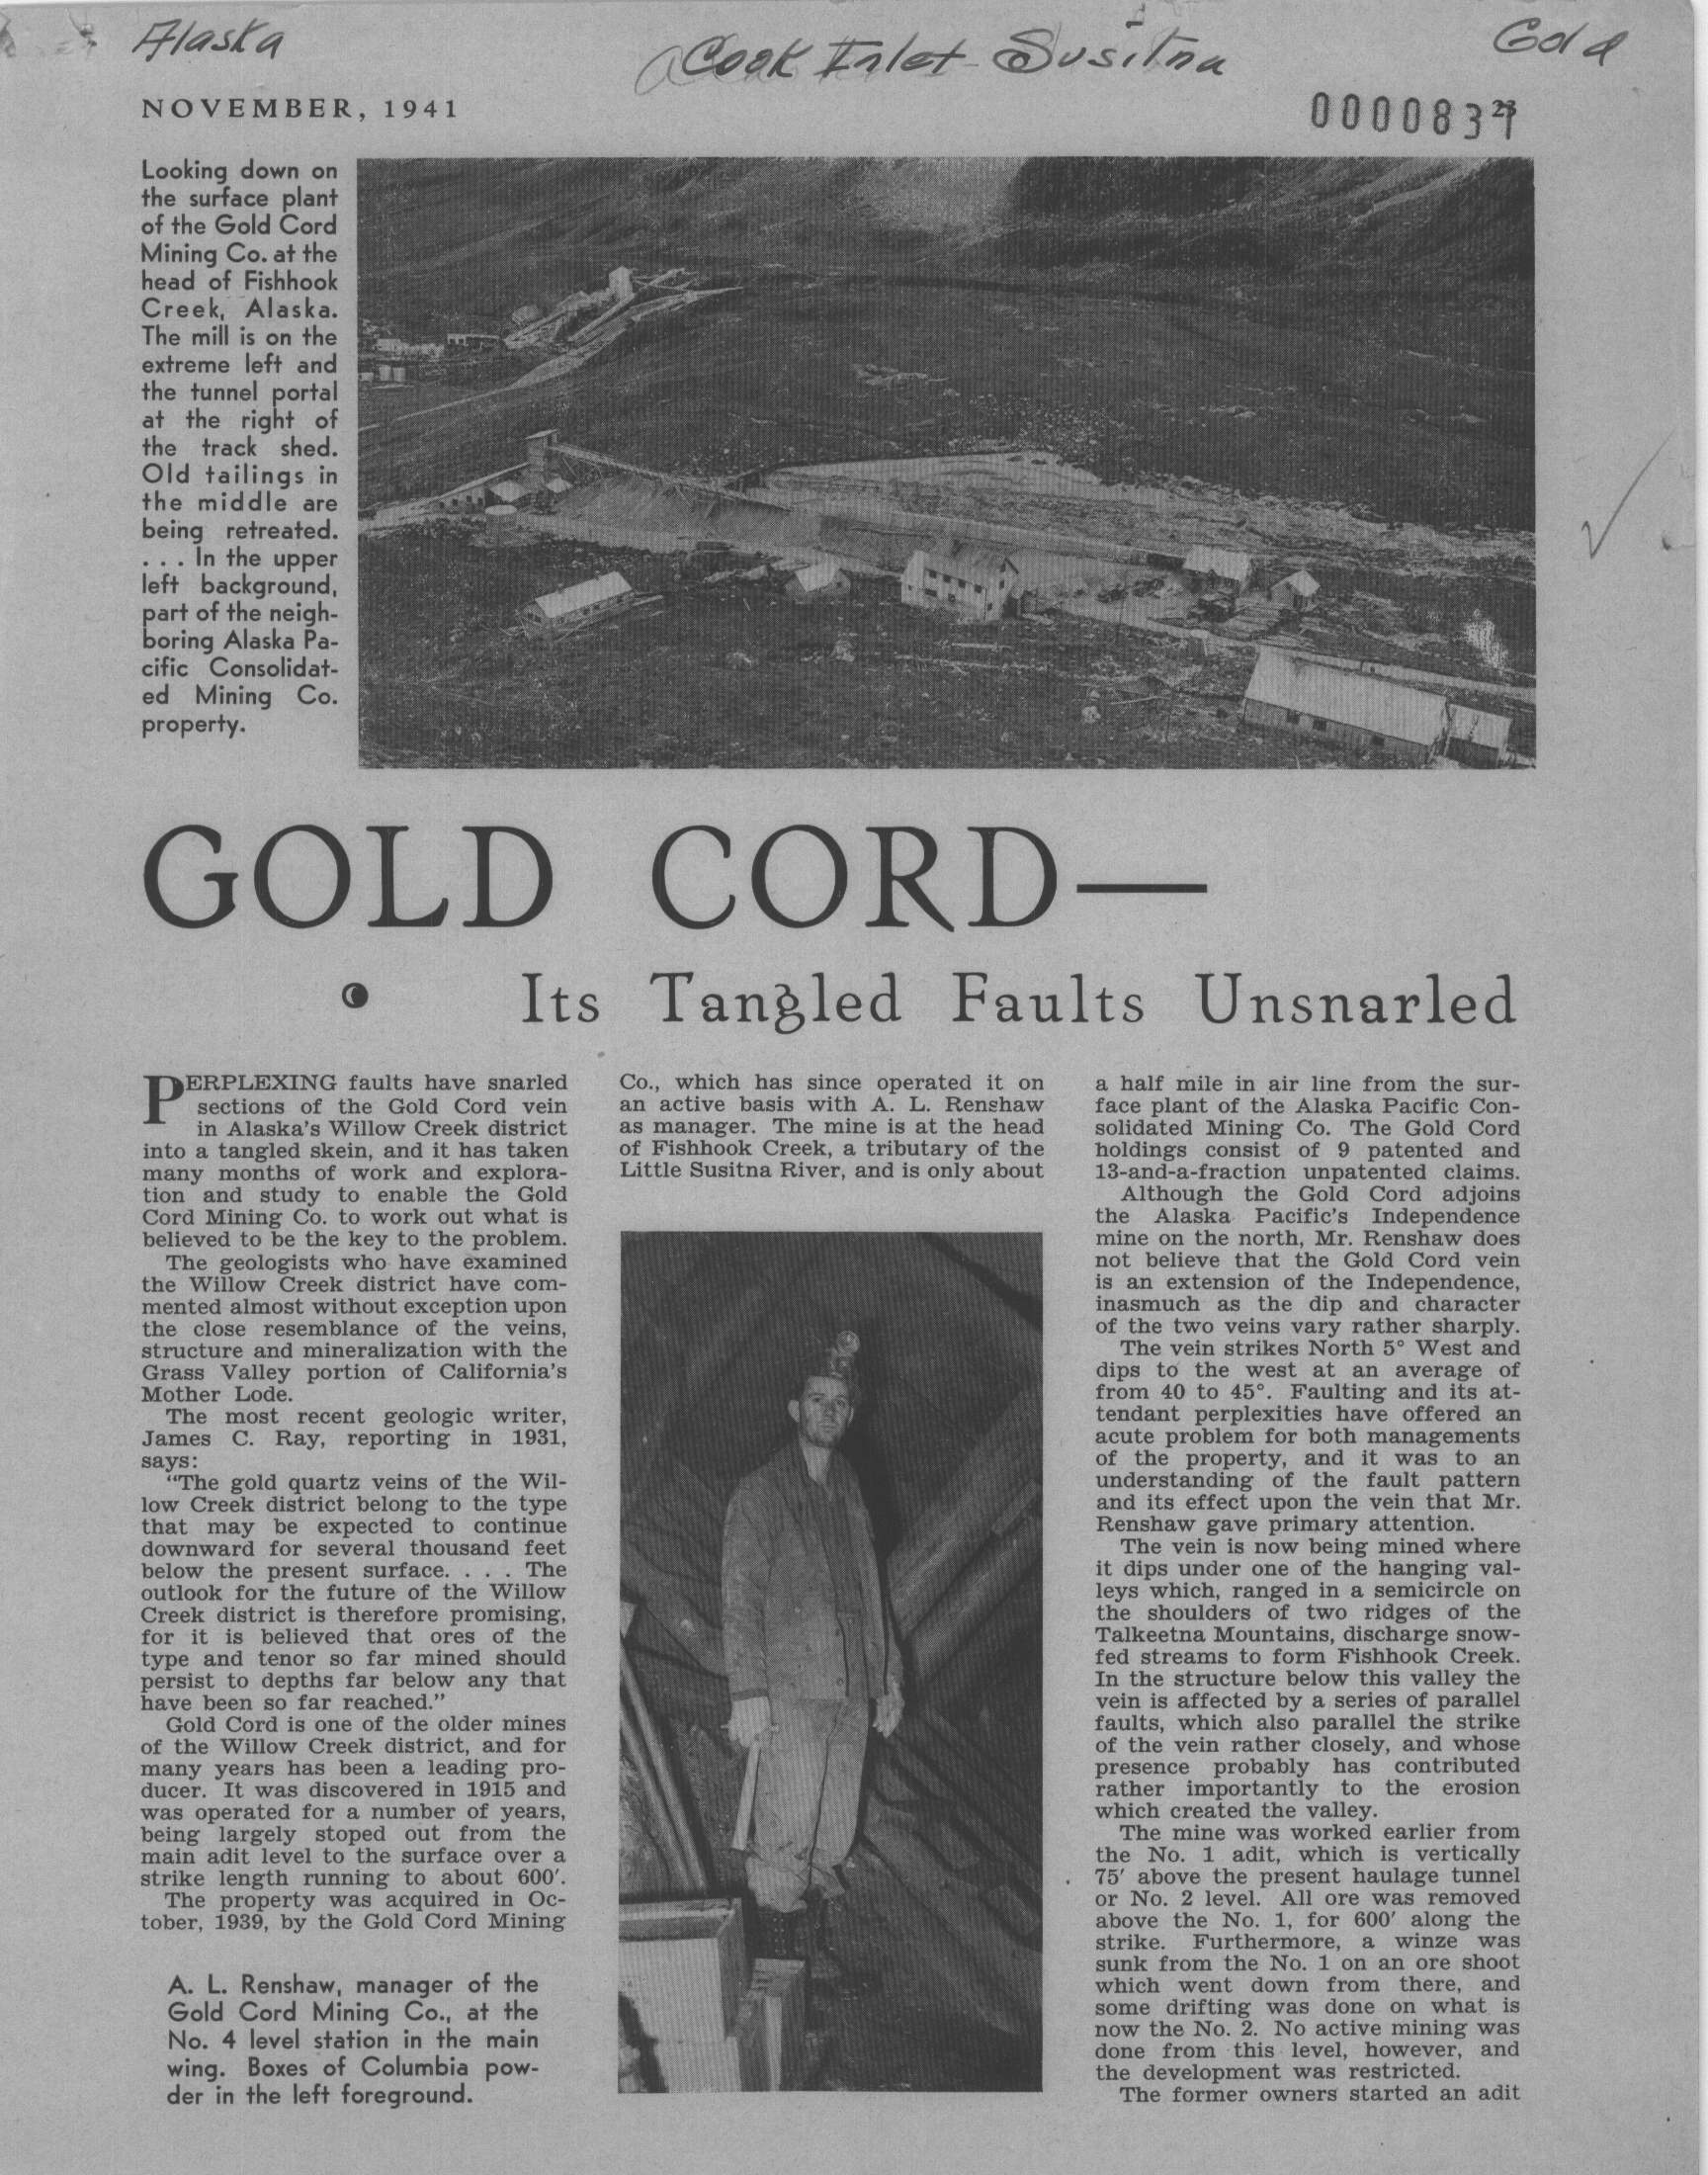 Alaska
Cook Inlet - Susitna
Gold
NOVEMBER, 1941
23
Looking down on
the surface plant
of the Gold Cord
Mining Co. at the
head of Fishhook
Creek, Alaska.
The mill is on the
extreme left and
the tunnel portal
at the right of
the track shed.
Old tailings in
the middle are
being retreated.
. . . In the upper
left background,
part of the neigh-
boring Alaska Pa-
cific Consolidat-
ed Mining Co.
property.
GOLD CORD—
Its Tangled Faults Unsnarled
PERPLEXING faults have snarled
sections of the Gold Cord vein
in Alaska's Willow Creek district
into a tangled skein, and it has taken
many months of work and explora-
tion and study to enable the Gold
Cord Mining Co. to work out what is
believed to be the key to the problem.
The geologists who have examined
the Willow Creek district have com-
mented almost without exception upon
the close resemblance of the veins,
structure and mineralization with the
Grass Valley portion of California's
Mother Lode.
The most recent geologic writer,
James C. Ray, reporting in 1931,
says:
"The gold quartz veins of the Wil-
low Creek district belong to the type
that may be expected to continue
downward for several thousand feet
below the present surface. . . . The
outlook for the future of the Willow
Creek district is therefore promising,
for it is believed that ores of the
type and tenor so far mined should
persist to depths far below any that
have been so far reached."
Gold Cord is one of the older mines
of the Willow Creek district, and for
many years has been a leading pro-
ducer. It was discovered in 1915 and
was operated for a number of years,
being largely stoped out from the
main adit level to the surface over a
strike length running to about 600'.
The property was acquired in Oc-
tober, 1939, by the Gold Cord Mining
A. L. Renshaw, manager of the
Gold Cord Mining Co., at the
No. 4 level station in the main
wing. Boxes of Columbia pow-
der in the left foreground.
Co., which has since operated it on
an active basis with A. L. Renshaw
as manager. The mine is at the head
of Fishhook Creek, a tributary of the
Little Susitna River, and is only about
a half mile in air line from the sur-
face plant of the Alaska Pacific Con-
solidated Mining Co. The Gold Cord
holdings consist of 9 patented and
13-and-a-fraction unpatented claims.
Although the Gold Cord adjoins
the Alaska Pacific's Independence
mine on the north, Mr. Renshaw does
not believe that the Gold Cord vein
is an extension of the Independence,
inasmuch as the dip and character
of the two veins vary rather sharply.
The vein strikes North 5° West and
dips to the west at an average of
from 40 to 45°. Faulting and its at-
tendant perplexities have offered an
acute problem for both managements
of the property, and it was to an
understanding of the fault pattern
and its effect upon the vein that Mr.
Renshaw gave primary attention.
The vein is now being mined where
it dips under one of the hanging val-
leys which, ranged in a semicircle on
the shoulders of two ridges of the
Talkeetna Mountains, discharge snow-
fed streams to form Fishhook Creek.
In the structure below this valley the
vein is affected by a series of parallel
faults, which also parallel the strike
of the vein rather closely, and whose
presence probably has contributed
rather importantly to the erosion
which created the valley.
The mine was worked earlier from
the No. 1 adit, which is vertically
75' above the present haulage tunnel
or No. 2 level. All ore was removed
above the No. 1, for 600' along the
strike. Furthermore, a winze was
sunk from the No. 1 on an ore shoot
which went down from there, and
some drifting was done on what is
now the No. 2. No active mining was
done from this level, however, and
the development was restricted.
The former owners started an adit